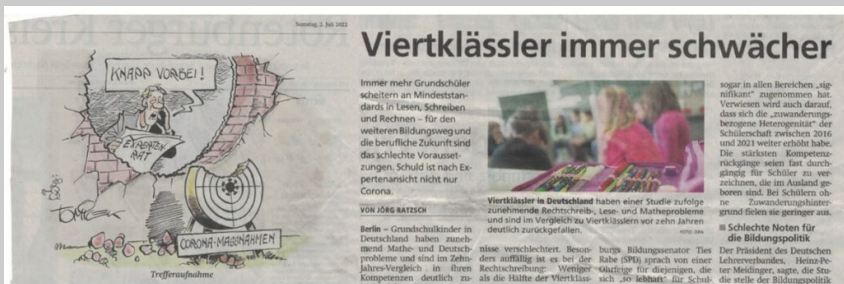 Samstag, 2. Juli 2022
KNAPP VORBEI!
EXPERTEN-
RAT
CORONA-MASSNAHMEN
Trefferaufnahme
Viertklässler immer schwächer
Immer mehr Grundschüler
scheitern an Mindeststan-
dards in Lesen, Schreiben
und Rechnen – für den
weiteren Bildungsweg und
die berufliche Zukunft sind
das schlechte Vorausset-
zungen. Schuld ist nach Ex-
pertenansicht nicht nur
Corona.
VON JÖRG RATZSCH
Berlin – Grundschulkinder in
Deutschland haben zuneh-
mend Mathe- und Deutsch-
probleme und sind im Zehn-
Jahres-Vergleich in ihren
Kompetenzen deutlich zu-
Viertklässler in Deutschland haben einer Studie zufolge
zunehmende Rechtschreib-, Lese- und Matheprobleme
und sind im Vergleich zu Viertklässlern vor zehn Jahren
deutlich zurückgefallen.
FOTO: DPA
nisse verschlechtert. Beson-
ders auffällig ist es bei der
Rechtschreibung: Weniger
als die Hälfte der Viertkläss-
burgs Bildungssenator Ties
Rabe (SPD) sprach von einer
Ohrfeige für diejenigen, die
sich „so lebhaft" für Schul-
sogar in allen Bereichen „sig-
nifikant" zugenommen hat.
Verwiesen wird auch darauf,
dass sich die „zuwanderungs-
bezogene Heterogenität" der
Schülerschaft zwischen 2016
und 2021 weiter erhöht habe.
Die stärksten Kompetenz-
rückgänge seien fast durch-
gängig für Schüler zu ver-
zeichnen, die im Ausland ge-
boren sind. Bei Schülern oh-
ne Zuwanderungshinter-
grund fielen sie geringer aus.
Schlechte Noten für
die Bildungspolitik
Der Präsident des Deutschen
Lehrerverbandes, Heinz-Pe-
ter Meidinger, sagte, die Stu-
die stelle der Bildungspolitik